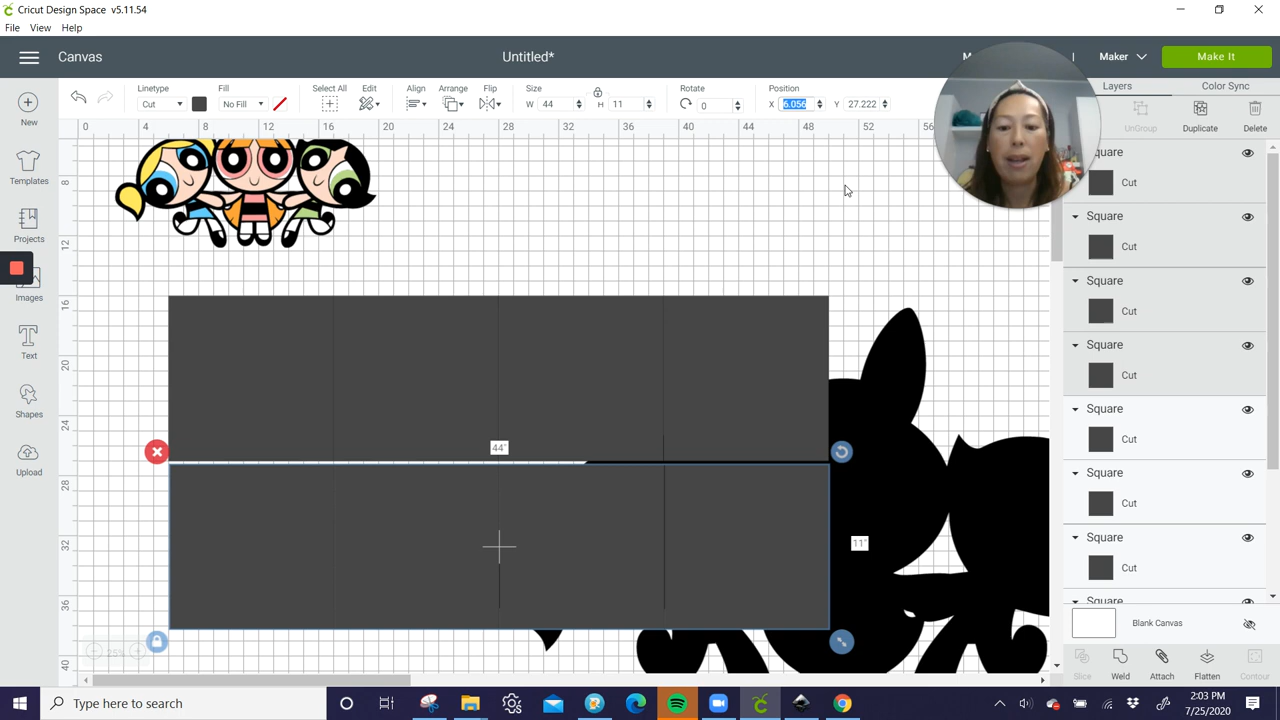 Cricut Design Space v5.11.54
File View Help
Canvas
Untitled*
Maker
Make It
Linetype
Fill
Select All
Edit
Align
Arrange
Flip
Size
Rotate
Position
Cut
No Fill
W 44
H 11
0
X 6.056
Y 27.222
Layers
Color Sync
UnGroup
Duplicate
Delete
New
Templates
Projects
Images
Text
Shapes
Upload
0 4 8 12 16 20 24 28 32 36 40 44 48 52 56
8
12
16
20
24
28
32
36
40
44"
11"
25%
Cut
Square
Cut
Square
Cut
Square
Cut
Square
Cut
Square
Cut
Square
Cut
Square
Blank Canvas
Slice
Weld
Attach
Flatten
Contour
Type here to search
2:03 PM
7/25/2020